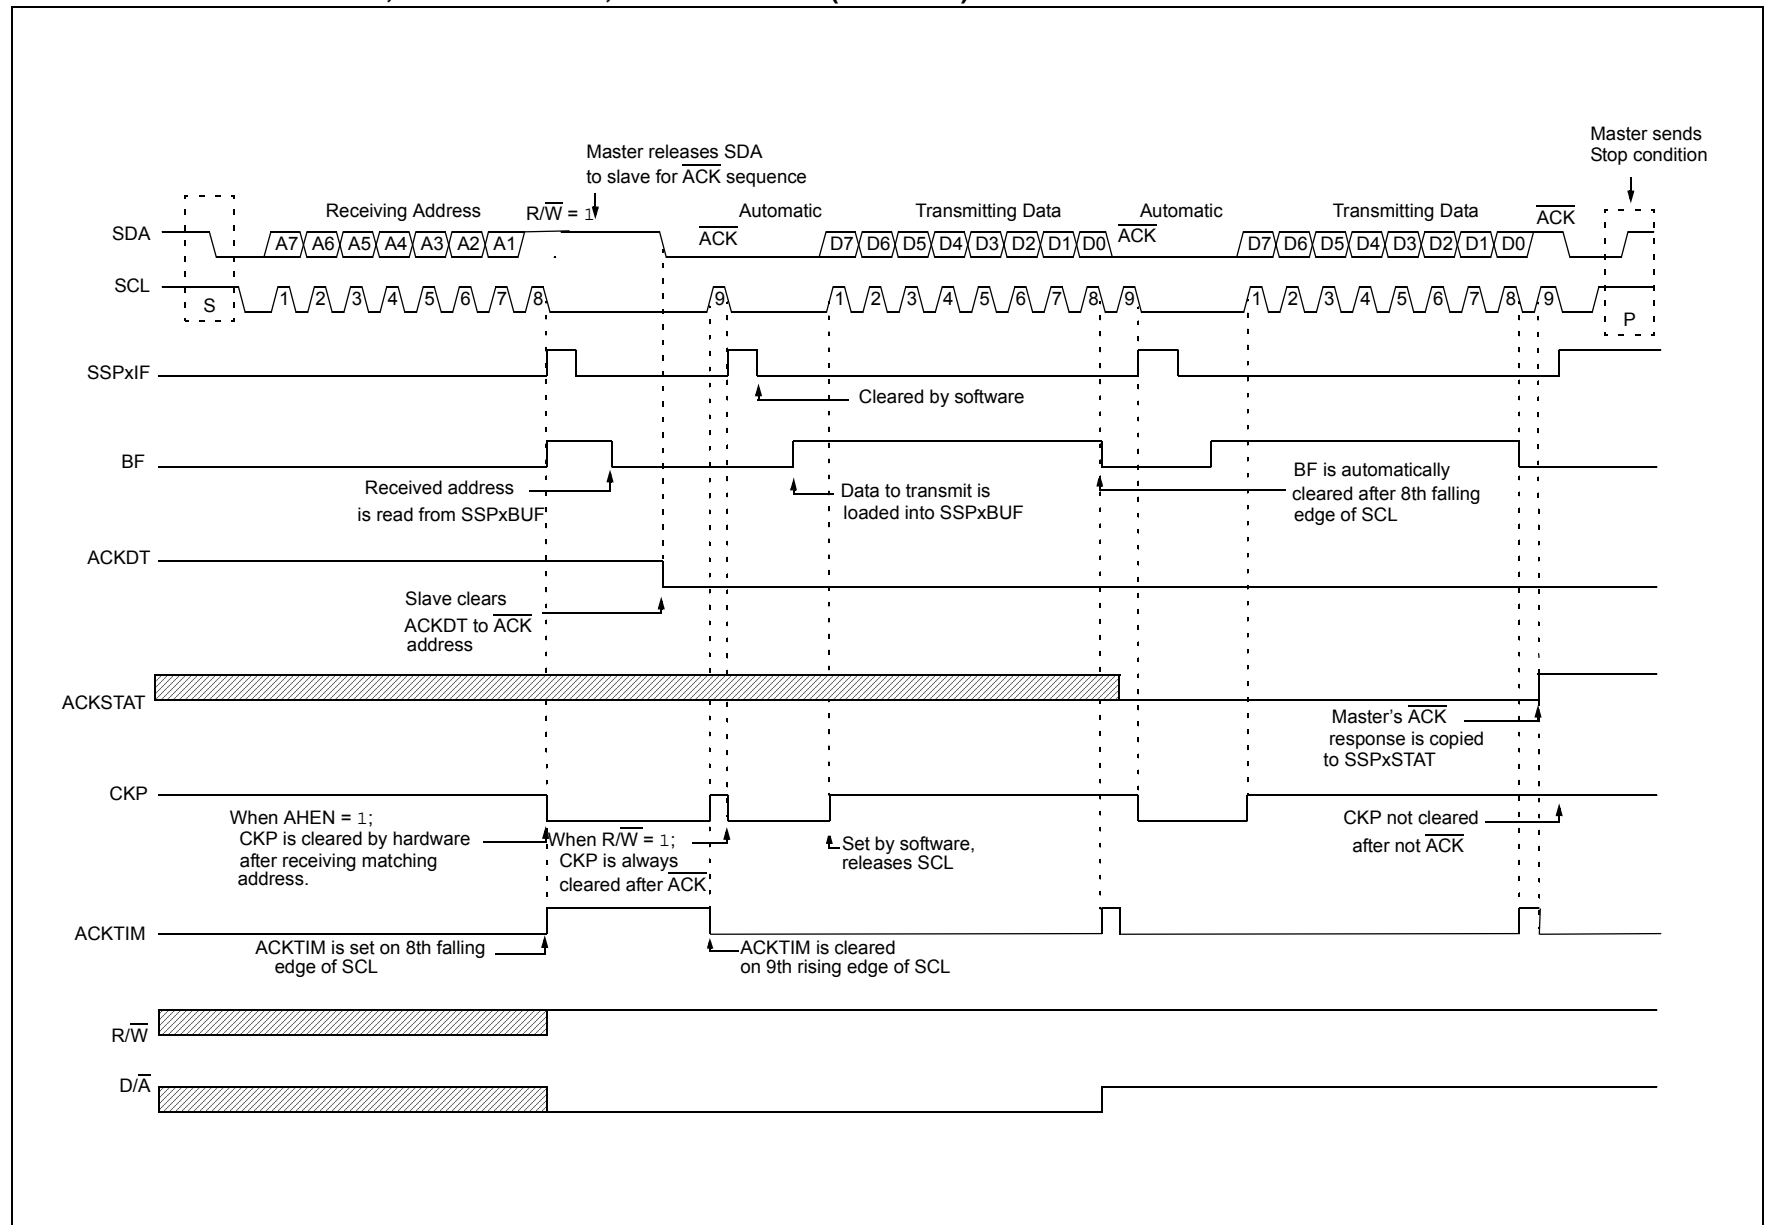 Master sends
Stop condition
Master releases SDA
to slave for ACK sequence
Receiving Address
R/W = 1
ACK
Automatic
Transmitting Data
ACK
Automatic
Transmitting Data
ACK
SDA
A7 A6 A5 A4 A3 A2 A1
D7 D6 D5 D4 D3 D2 D1 D0
D7 D6 D5 D4 D3 D2 D1 D0
SCL
S
1 2 3 4 5 6 7 8 9
1 2 3 4 5 6 7 8 9
1 2 3 4 5 6 7 8 9
P
SSPxIF
Cleared by software
BF
Received address
is read from SSPxBUF
Data to transmit is
loaded into SSPxBUF
BF is automatically
cleared after 8th falling
edge of SCL
ACKDT
Slave clears
ACKDT to ACK
address
ACKSTAT
Master's ACK
response is copied
to SSPxSTAT
CKP
When AHEN = 1;
CKP is cleared by hardware
after receiving matching
address.
When R/W = 1;
CKP is always
cleared after ACK
Set by software,
releases SCL
CKP not cleared
after not ACK
ACKTIM
ACKTIM is set on 8th falling
edge of SCL
ACKTIM is cleared
on 9th rising edge of SCL
R/W
D/A